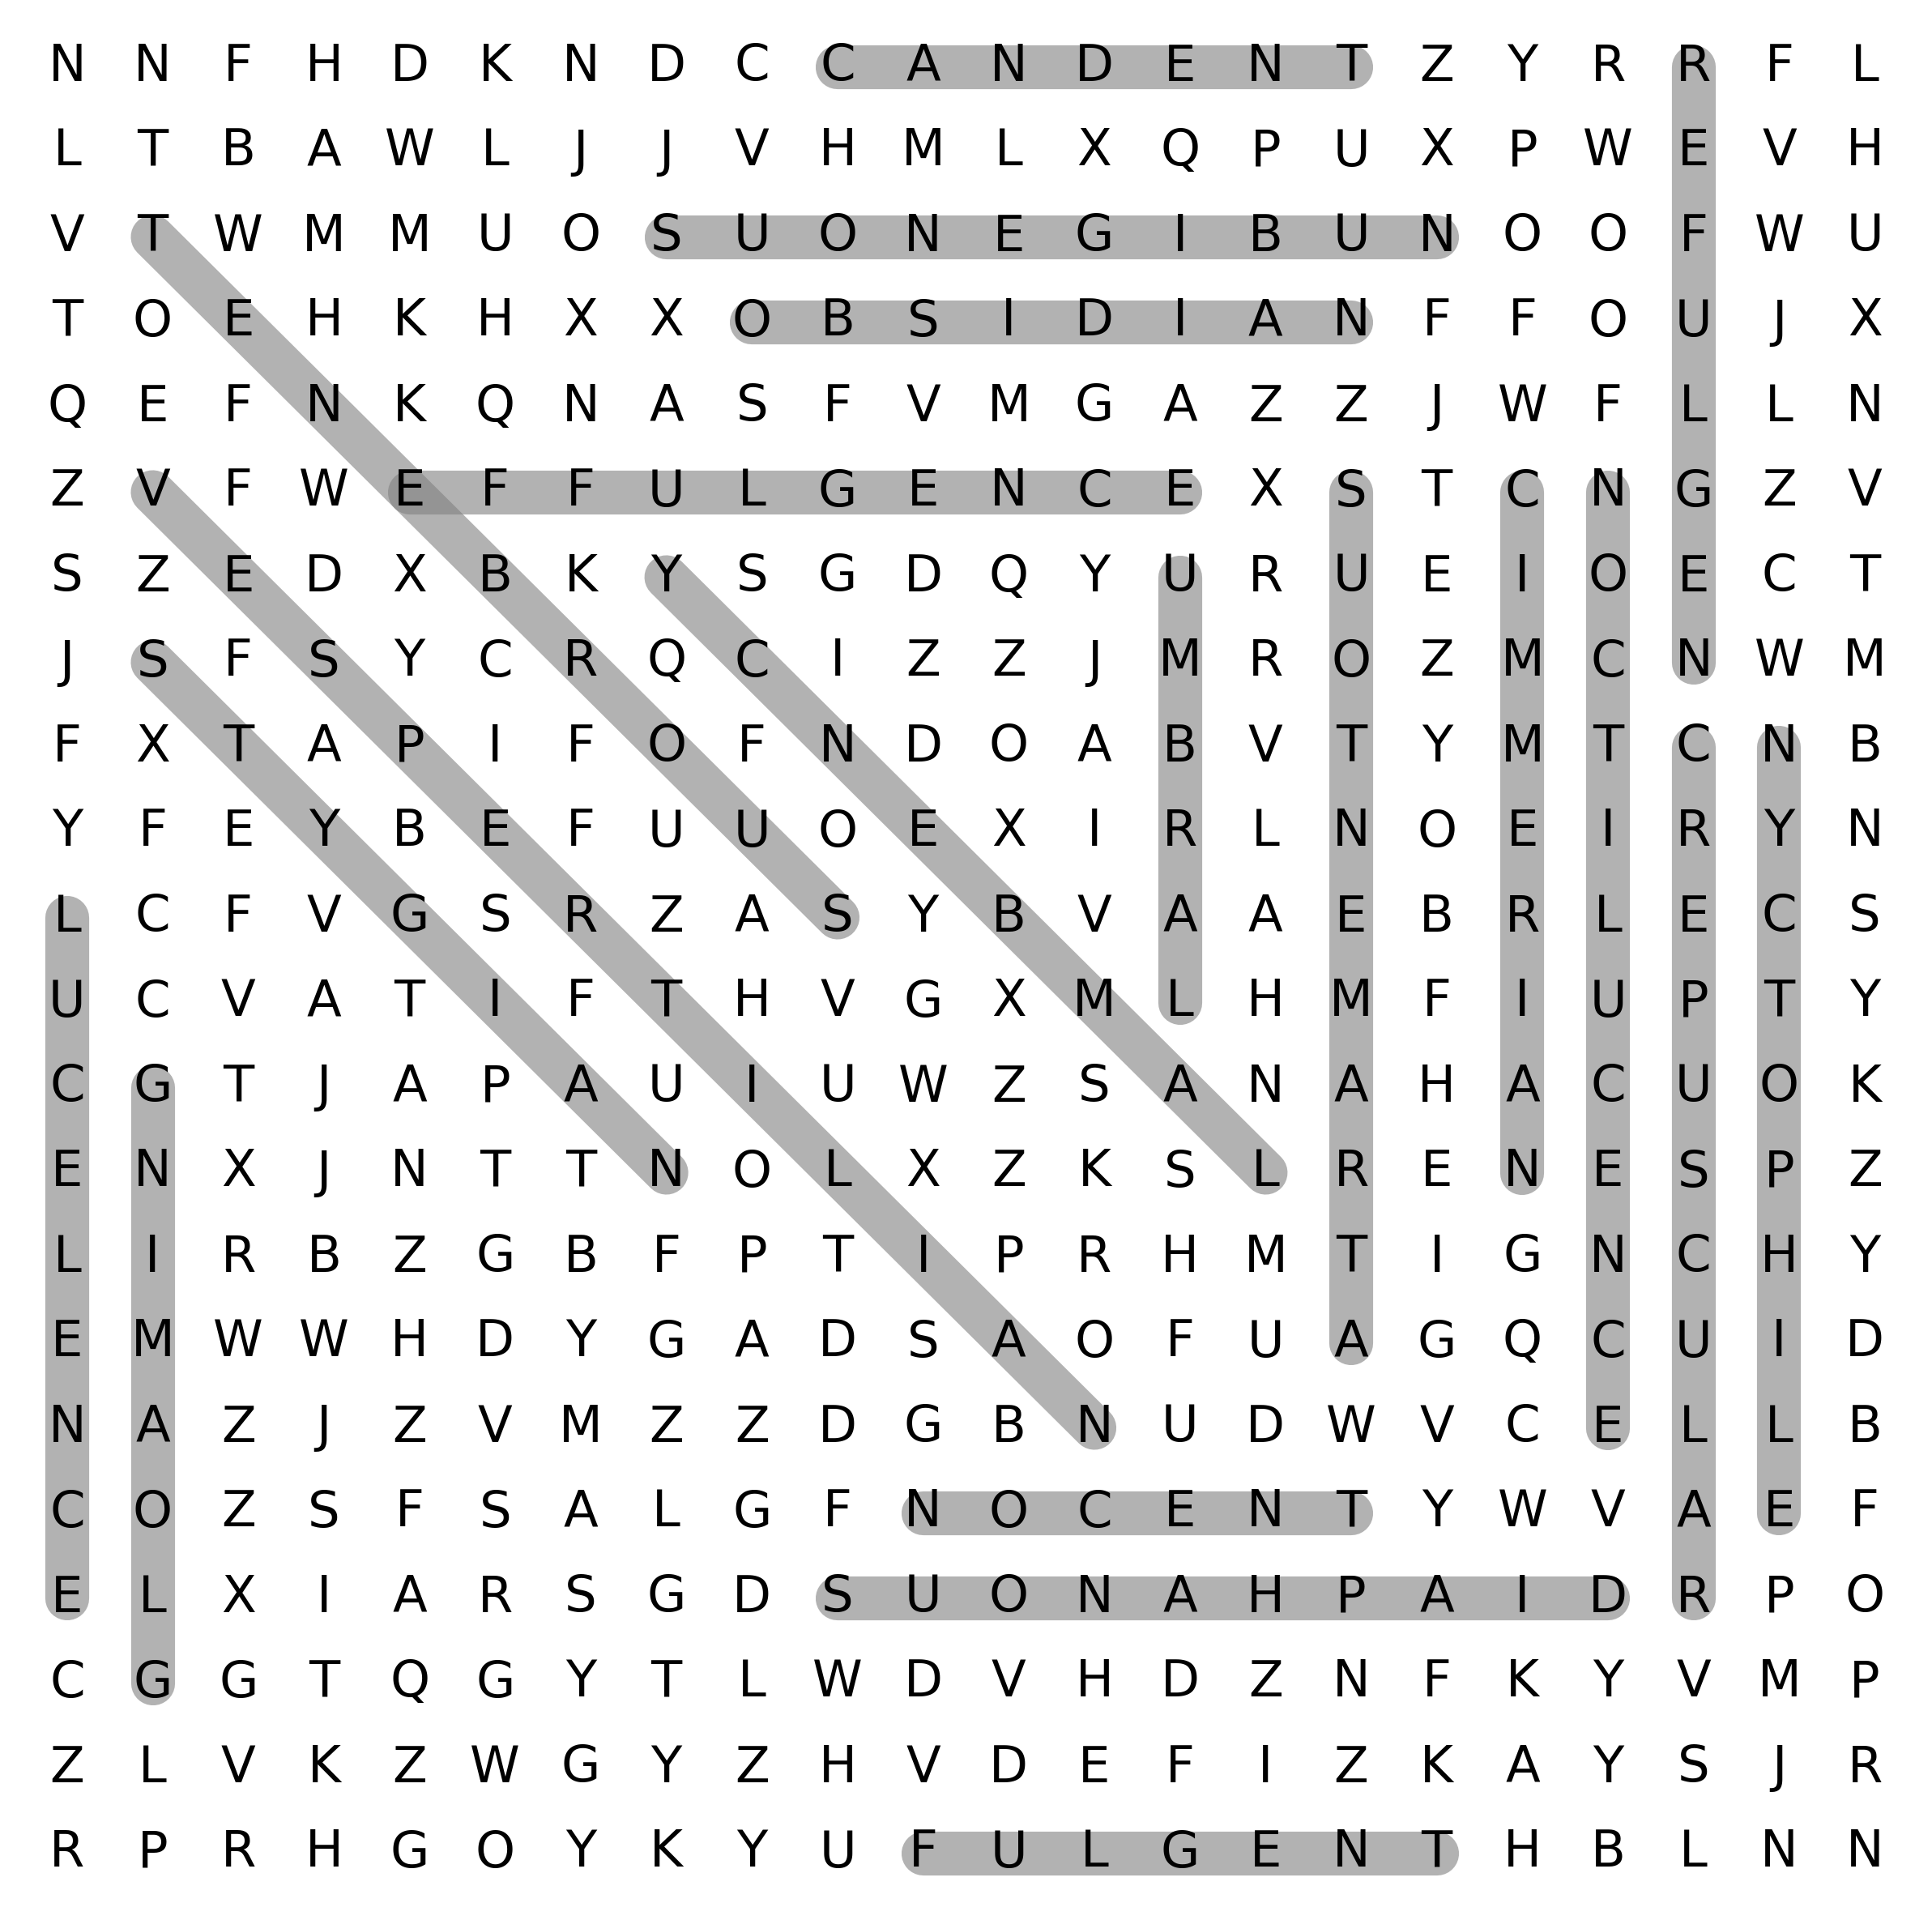 N N F H D K N D C C A N D E N T Z Y R R F L
L T B A W L J J V H M L X Q P U X P W E V H
V T W M M U O S U O N E G I B U N O O F W U
T O E H K H X X O B S I D I A N F F O U J X
Q E F N K Q N A S F V M G A Z Z J W F L L N
Z V F W E F F U L G E N C E X S T C N G Z V
S Z E D X B K Y S G D Q Y U R U E I O E C T
J S F S Y C R Q C I Z Z J M R O Z M C N W M
F X T A P I F O F N D O A B V T Y M T C N B
Y F E Y B E F U U O E X I R L N O E I R Y N
L C F V G S R Z A S Y B V A A E B R L E C S
U C V A T I F T H V G X M L H M F I U P T Y
C G T J A P A U I U W Z S A N A H A C U O K
E N X J N T T N O L X Z K S L R E N E S P Z
L I R B Z G B F P T I P R H M T I G N C H Y
E M W W H D Y G A D S A O F U A G Q C U I D
N A Z J Z V M Z Z D G B N U D W V C E L L B
C O Z S F S A L G F N O C E N T Y W V A E F
E L X I A R S G D S U O N A H P A I D R P O
C G G T Q G Y T L W D V H D Z N F K Y V M P
Z L V K Z W G Y Z H V D E F I Z K A Y S J R
R P R H G O Y K Y U F U L G E N T H B L N N